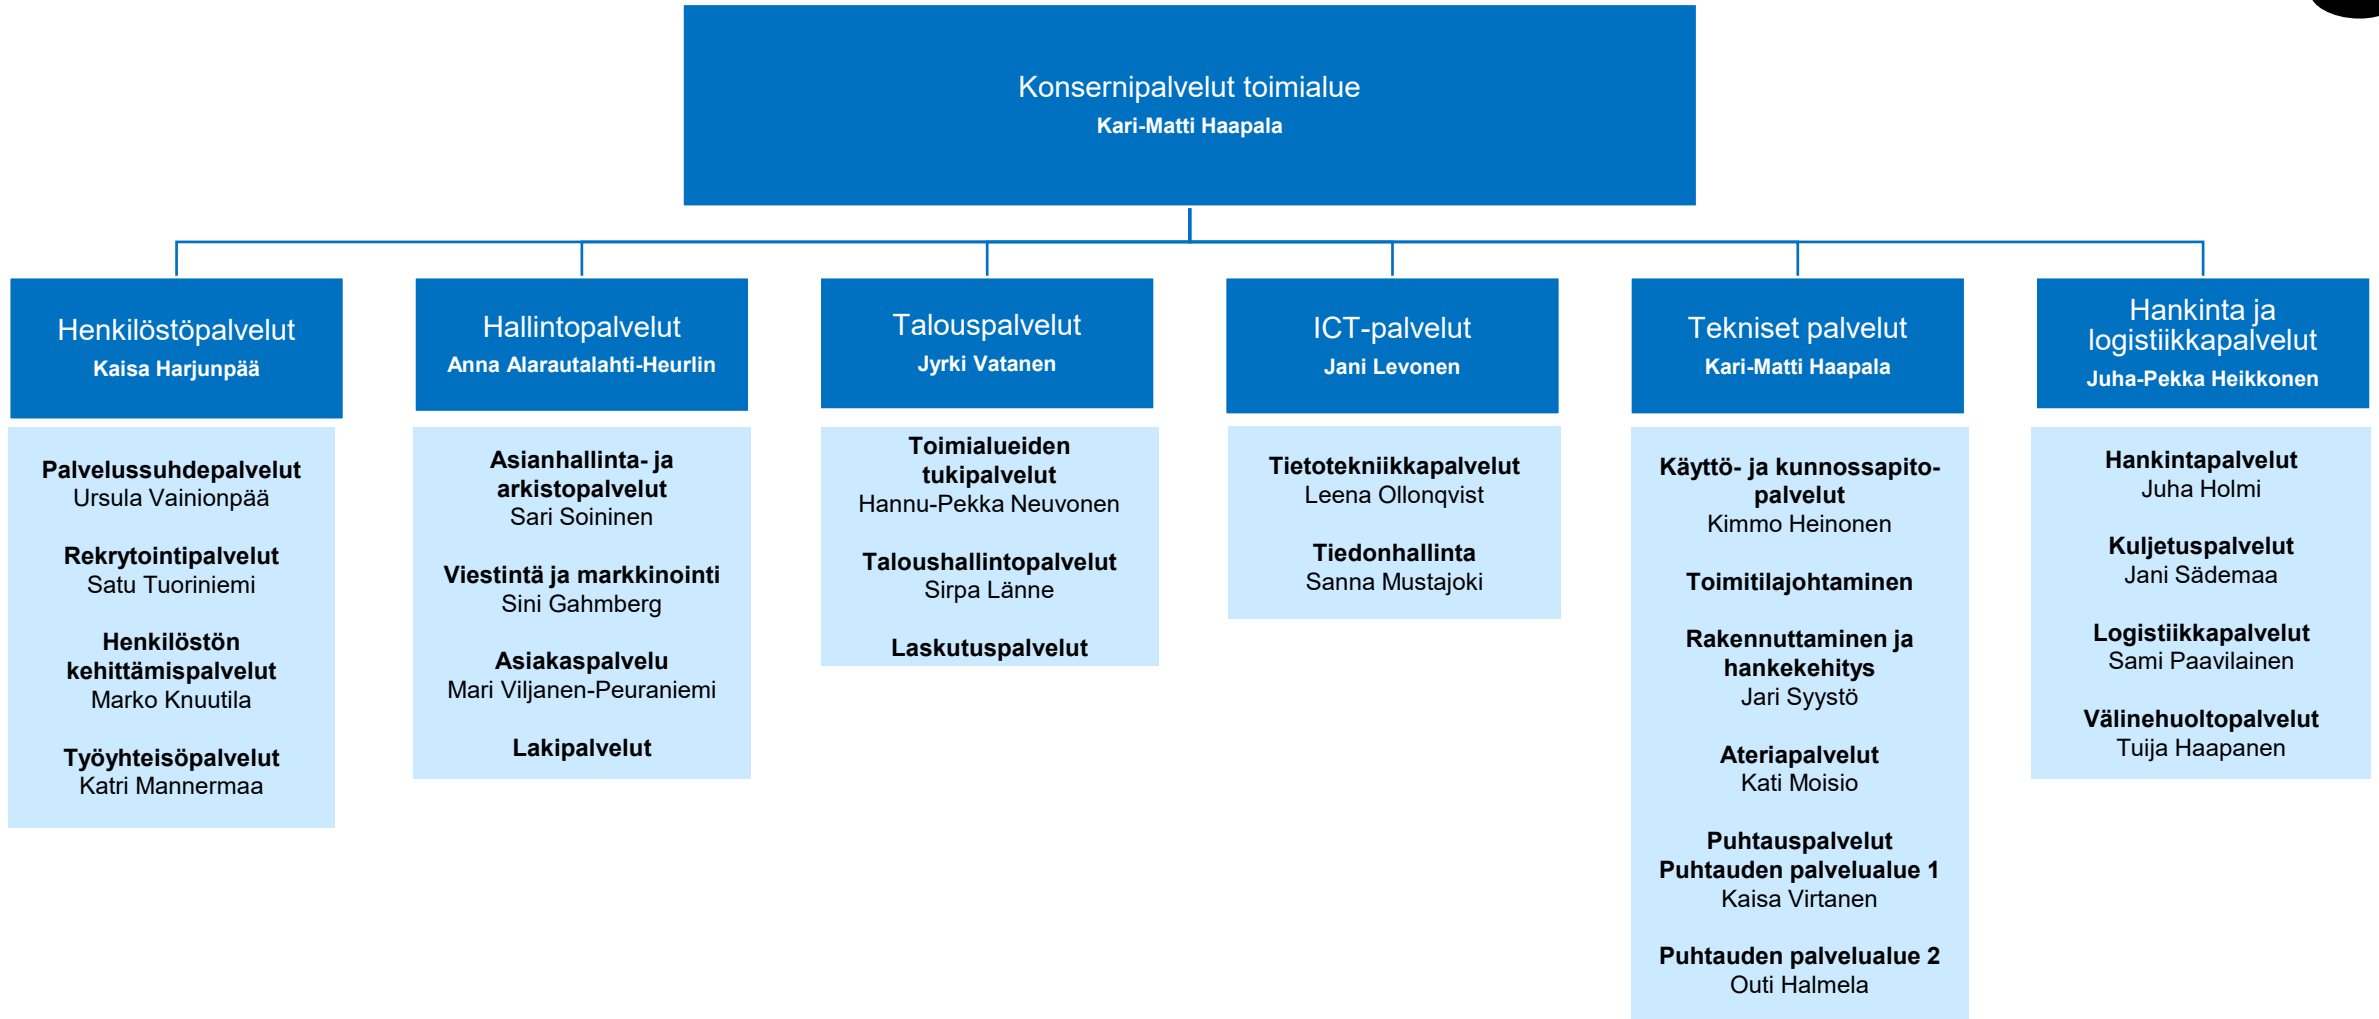 Konsernipalvelut toimialue
Kari-Matti Haapala
Henkilöstöpalvelut
Kaisa Harjunpää
Palvelussuhdepalvelut
Ursula Vainionpää
Rekrytointipalvelut
Satu Tuoriniemi
Henkilöstön
kehittämispalvelut
Marko Knuutila
Työyhteisöpalvelut
Katri Mannermaa
Hallintopalvelut
Anna Alarautalahti-Heurlin
Asianhallinta- ja
arkistopalvelut
Sari Soininen
Viestintä ja markkinointi
Sini Gahmberg
Asiakaspalvelu
Mari Viljanen-Peuraniemi
Lakipalvelut
Talouspalvelut
Jyrki Vatanen
Toimialueiden
tukipalvelut
Hannu-Pekka Neuvonen
Taloushallintopalvelut
Sirpa Länne
Laskutuspalvelut
ICT-palvelut
Jani Levonen
Tietotekniikkapalvelut
Leena Ollonqvist
Tiedonhallinta
Sanna Mustajoki
Tekniset palvelut
Kari-Matti Haapala
Käyttö- ja kunnossapito-
palvelut
Kimmo Heinonen
Toimitilajohtaminen
Rakennuttaminen ja
hankekehitys
Jari Syystö
Ateriapalvelut
Kati Moisio
Puhtauspalvelut
Puhtauden palvelualue 1
Kaisa Virtanen
Puhtauden palvelualue 2
Outi Halmela
Hankinta ja
logistiikkapalvelut
Juha-Pekka Heikkonen
Hankintapalvelut
Juha Holmi
Kuljetuspalvelut
Jani Sädemaa
Logistiikkapalvelut
Sami Paavilainen
Välinehuoltopalvelut
Tuija Haapanen